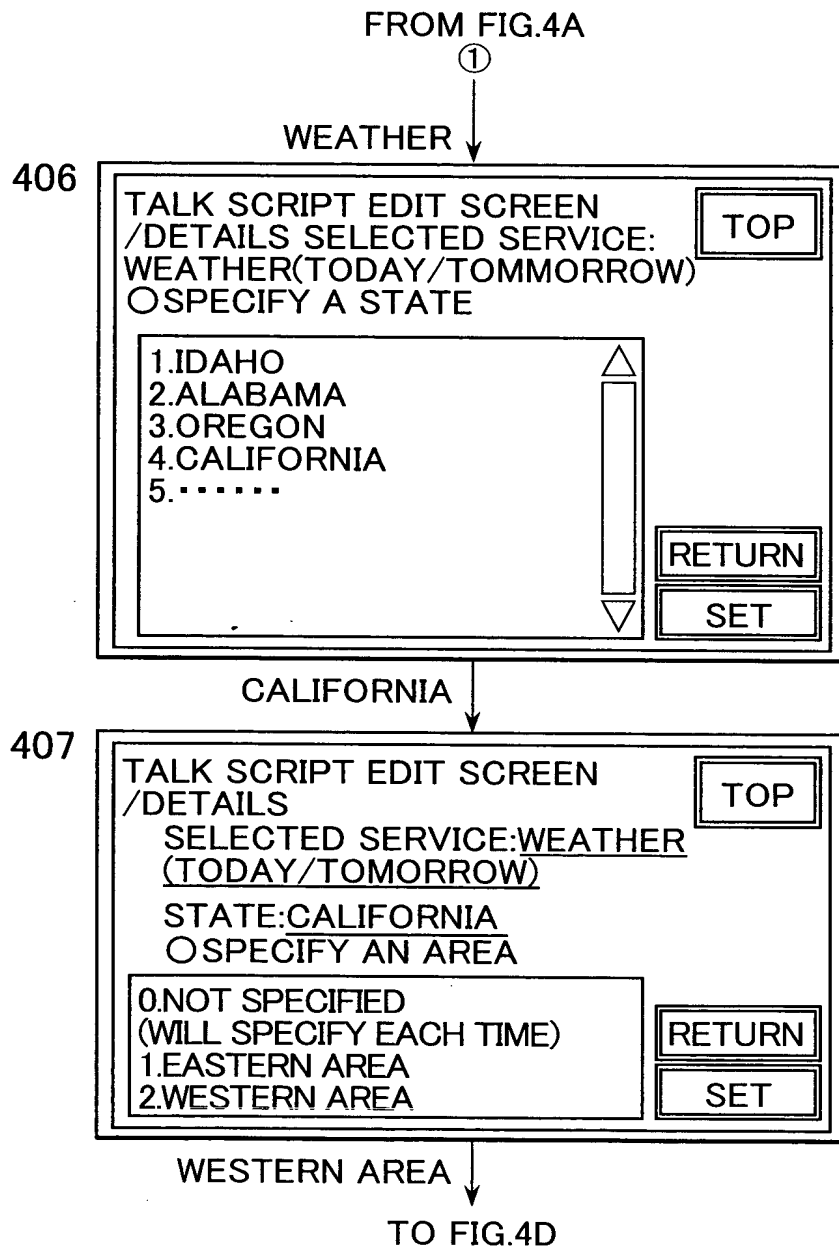 FROM FIG.4A
①
WEATHER
406
TALK SCRIPT EDIT SCREEN
/DETAILS SELECTED SERVICE:
WEATHER(TODAY/TOMMORROW)
○SPECIFY A STATE
TOP
1.IDAHO
2.ALABAMA
3.OREGON
4.CALIFORNIA
5.･･････
RETURN
SET
CALIFORNIA
407
TALK SCRIPT EDIT SCREEN
/DETAILS
TOP
SELECTED SERVICE:WEATHER
(TODAY/TOMORROW)
STATE:CALIFORNIA
○SPECIFY AN AREA
0.NOT SPECIFIED
(WILL SPECIFY EACH TIME)
1.EASTERN AREA
2.WESTERN AREA
RETURN
SET
WESTERN AREA
TO FIG.4D